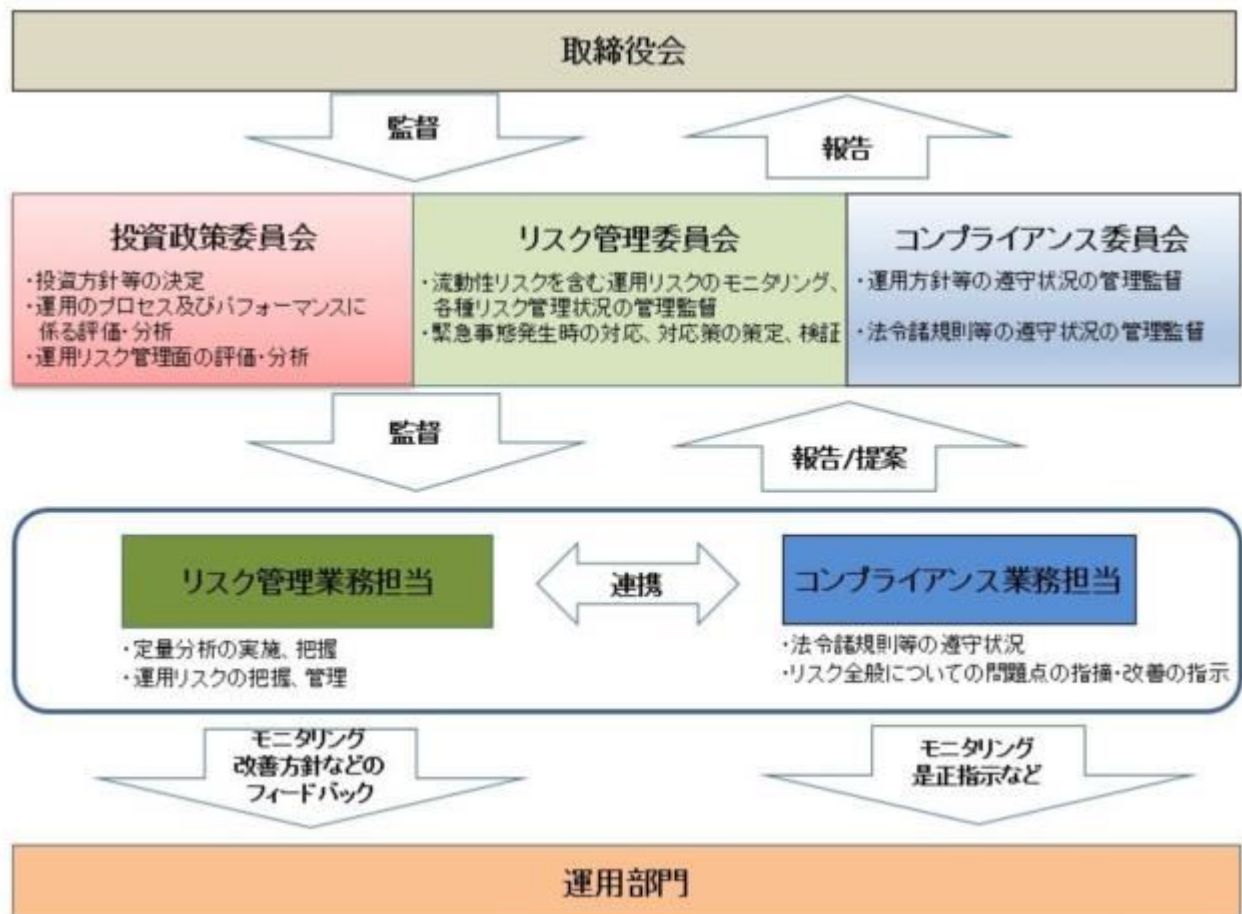 取締役会
監督
報告
投資政策委員会
・投資方針等の決定
・運用のプロセス及びパフォーマンスに
係る評価・分析
・運用リスク管理面の評価・分析
リスク管理委員会
・流動性リスクを含む運用リスクのモニタリング、
各種リスク管理状況の管理監督
・緊急事態発生時の対応、対応策の策定、検証
コンプライアンス委員会
・運用方針等の遵守状況の管理監督
・法令諸規則等の遵守状況の管理監督
監督
報告/提案
リスク管理業務担当
・定量分析の実施、把握
・運用リスクの把握、管理
連携
コンプライアンス業務担当
・法令諸規則等の遵守状況
・リスク全般についての問題点の指摘・改善の指示
モニタリング
改善方針などの
フィードバック
モニタリング
是正指示など
運用部門